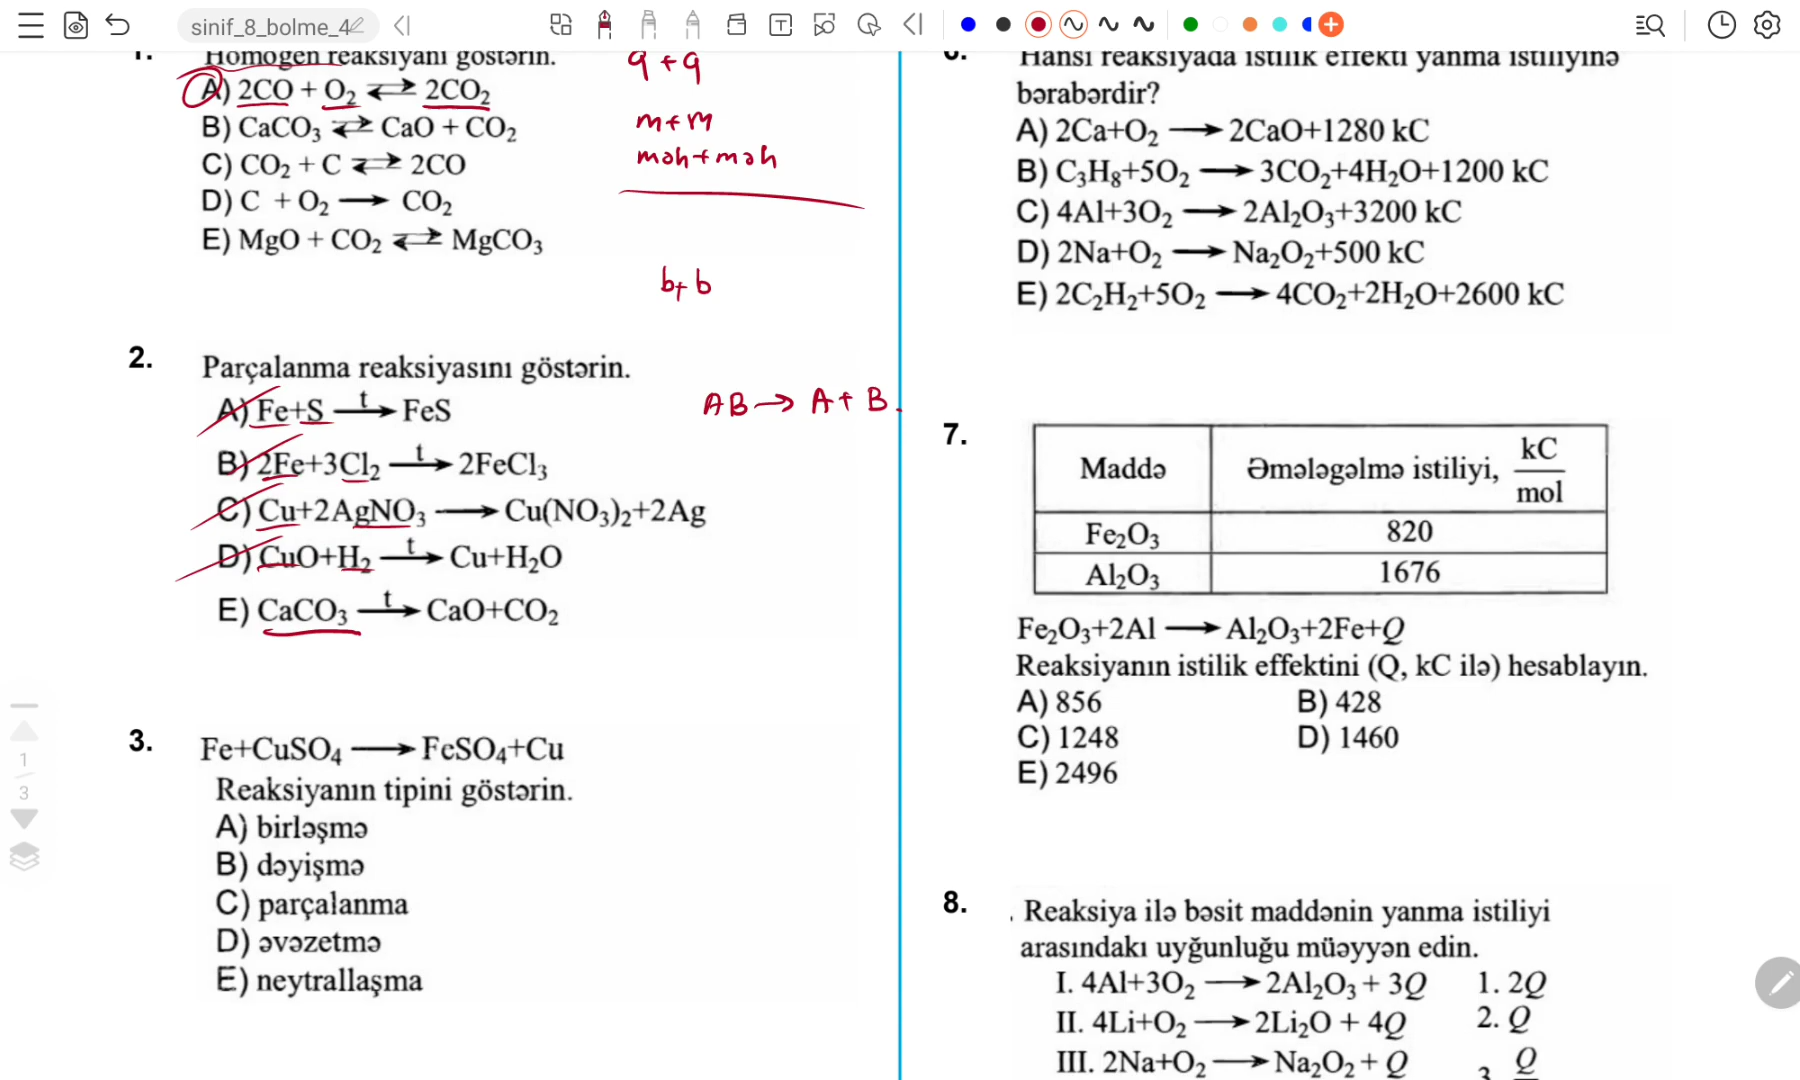 sinif_8_bolme_4
1. Homogen reaksiyanı göstərin.
A) 2CO + O₂ ⇄ 2CO₂
B) CaCO₃ ⇄ CaO + CO₂
C) CO₂ + C ⇄ 2CO
D) C + O₂ → CO₂
E) MgO + CO₂ ⇄ MgCO₃
q + q
m+m
məh+məh
b+b
2. Parçalanma reaksiyasını göstərin.
A) Fe+S –t→ FeS
B) 2Fe+3Cl₂ –t→ 2FeCl₃
C) Cu+2AgNO₃ → Cu(NO₃)₂+2Ag
D) CuO+H₂ –t→ Cu+H₂O
E) CaCO₃ –t→ CaO+CO₂
AB → A + B.
3. Fe+CuSO₄ → FeSO₄+Cu
Reaksiyanın tipini göstərin.
A) birləşmə
B) dəyişmə
C) parçalanma
D) əvəzetmə
E) neytrallaşma
1
3
6. Hansı reaksiyada istilik effekti yanma istiliyinə
bərabərdir?
A) 2Ca+O₂ → 2CaO+1280 kC
B) C₃H₈+5O₂ → 3CO₂+4H₂O+1200 kC
C) 4Al+3O₂ → 2Al₂O₃+3200 kC
D) 2Na+O₂ → Na₂O₂+500 kC
E) 2C₂H₂+5O₂ → 4CO₂+2H₂O+2600 kC
7.
Maddə Əmələgəlmə istiliyi, kC/mol
Fe₂O₃ 820
Al₂O₃ 1676
Fe₂O₃+2Al → Al₂O₃+2Fe+Q
Reaksiyanın istilik effektini (Q, kC ilə) hesablayın.
A) 856 B) 428
C) 1248 D) 1460
E) 2496
8. Reaksiya ilə bəsit maddənin yanma istiliyi
arasındakı uyğunluğu müəyyən edin.
I. 4Al+3O₂ → 2Al₂O₃ + 3Q 1. 2Q
II. 4Li+O₂ → 2Li₂O + 4Q 2. Q
III. 2Na+O₂ → Na₂O₂ + Q 3. Q